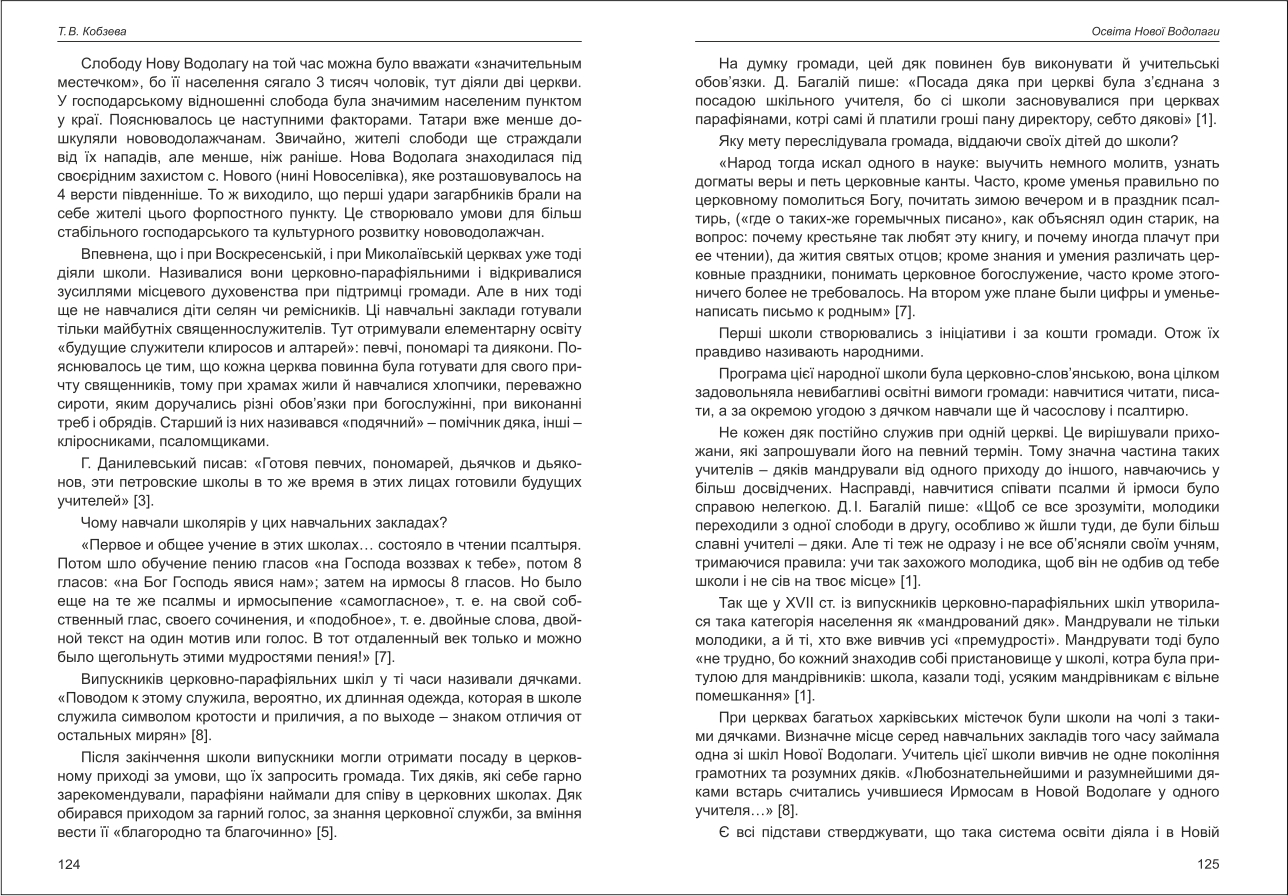 Т. В. Кобзева
Слободу Нову Водолагу на той час можна було вважати «значительным
местечком», бо її населення сягало 3 тисяч чоловік, тут діяли дві церкви.
У господарському відношенні слобода була значимим населеним пунктом
у краї. Пояснювалось це наступними факторами. Татари вже менше до-
шкуляли нововодолажчанам. Звичайно, жителі слободи ще страждали
від їх нападів, але менше, ніж раніше. Нова Водолага знаходилася під
своєрідним захистом с. Нового (нині Новоселівка), яке розташовувалось на
4 версти південніше. То ж виходило, що перші удари загарбників брали на
себе жителі цього форпостного пункту. Це створювало умови для більш
стабільного господарського та культурного розвитку нововодолажчан.
Впевнена, що і при Воскресенській, і при Миколаївській церквах уже тоді
діяли школи. Називалися вони церковно-парафіяльними і відкривалися
зусиллями місцевого духовенства при підтримці громади. Але в них тоді
ще не навчалися діти селян чи ремісників. Ці навчальні заклади готували
тільки майбутніх священнослужителів. Тут отримували елементарну освіту
«будущие служители клиросов и алтарей»: певчі, пономарі та диякони. По-
яснювалось це тим, що кожна церква повинна була готувати для свого при-
чту священників, тому при храмах жили й навчалися хлопчики, переважно
сироти, яким доручались різні обов’язки при богослужінні, при виконанні
треб і обрядів. Старший із них називався «подячний» – помічник дяка, інші –
кліросниками, псаломщиками.
Г. Данилевський писав: «Готовя певчих, пономарей, дьячков и дьяко-
нов, эти петровские школы в то же время в этих лицах готовили будущих
учителей» [3].
Чому навчали школярів у цих навчальних закладах?
«Первое и общее учение в этих школах… состояло в чтении псалтыря.
Потом шло обучение пению гласов «на Господа воззвах к тебе», потом 8
гласов: «на Бог Господь явися нам»; затем на ирмосы 8 гласов. Но было
еще на те же псалмы и ирмосыпение «самогласное», т. е. на свой соб-
ственный глас, своего сочинения, и «подобное», т. е. двойные слова, двой-
ной текст на один мотив или голос. В тот отдаленный век только и можно
было щегольнуть этими мудростями пения!» [7].
Випускників церковно-парафіяльних шкіл у ті часи називали дячками.
«Поводом к этому служила, вероятно, их длинная одежда, которая в школе
служила символом кротости и приличия, а по выходе – знаком отличия от
остальных мирян» [8].
Після закінчення школи випускники могли отримати посаду в церков-
ному приході за умови, що їх запросить громада. Тих дяків, які себе гарно
зарекомендували, парафіяни наймали для співу в церковних школах. Дяк
обирався приходом за гарний голос, за знання церковної служби, за вміння
вести її «благородно та благочинно» [5].
124
Освіта Нової Водолаги
На думку громади, цей дяк повинен був виконувати й учительські
обов’язки. Д. Багалій пише: «Посада дяка при церкві була з’єднана з
посадою шкільного учителя, бо сі школи засновувалися при церквах
парафіянами, котрі самі й платили гроші пану директору, себто дякові» [1].
Яку мету переслідувала громада, віддаючи своїх дітей до школи?
«Народ тогда искал одного в науке: выучить немного молитв, узнать
догматы веры и петь церковные канты. Часто, кроме уменья правильно по
церковному помолиться Богу, почитать зимою вечером и в праздник псал-
тирь, («где о таких-же горемычных писано», как объяснял один старик, на
вопрос: почему крестьяне так любят эту книгу, и почему иногда плачут при
ее чтении), да жития святых отцов; кроме знания и умения различать цер-
ковные праздники, понимать церковное богослужение, часто кроме этого-
ничего более не требовалось. На втором уже плане были цифры и уменье-
написать письмо к родным» [7].
Перші школи створювались з ініціативи і за кошти громади. Отож їх
правдиво називають народними.
Програма цієї народної школи була церковно-слов’янською, вона цілком
задовольняла невибагливі освітні вимоги громади: навчитися читати, писа-
ти, а за окремою угодою з дячком навчали ще й часослову і псалтирю.
Не кожен дяк постійно служив при одній церкві. Це вирішували прихо-
жани, які запрошували його на певний термін. Тому значна частина таких
учителів – дяків мандрували від одного приходу до іншого, навчаючись у
більш досвідчених. Насправді, навчитися співати псалми й ірмоси було
справою нелегкою. Д. І. Багалій пише: «Щоб се все зрозуміти, молодики
переходили з одної слободи в другу, особливо ж йшли туди, де були більш
славні учителі – дяки. Але ті теж не одразу і не все об’ясняли своїм учням,
тримаючися правила: учи так захожого молодика, щоб він не одбив од тебе
школи і не сів на твоє місце» [1].
Так ще у XVII ст. із випускників церковно-парафіяльних шкіл утворила-
ся така категорія населення як «мандрований дяк». Мандрували не тільки
молодики, а й ті, хто вже вивчив усі «премудрості». Мандрувати тоді було
«не трудно, бо кожний знаходив собі пристановище у школі, котра була при-
тулою для мандрівників: школа, казали тоді, усяким мандрівникам є вільне
помешкання» [1].
При церквах багатьох харківських містечок були школи на чолі з таки-
ми дячками. Визначне місце серед навчальних закладів того часу займала
одна зі шкіл Нової Водолаги. Учитель цієї школи вивчив не одне покоління
грамотних та розумних дяків. «Любознательнейшими и разумнейшими дя-
ками встарь считались учившиеся Ирмосам в Новой Водолаге у одного
учителя…» [8].
Є всі підстави стверджувати, що така система освіти діяла і в Новій
125